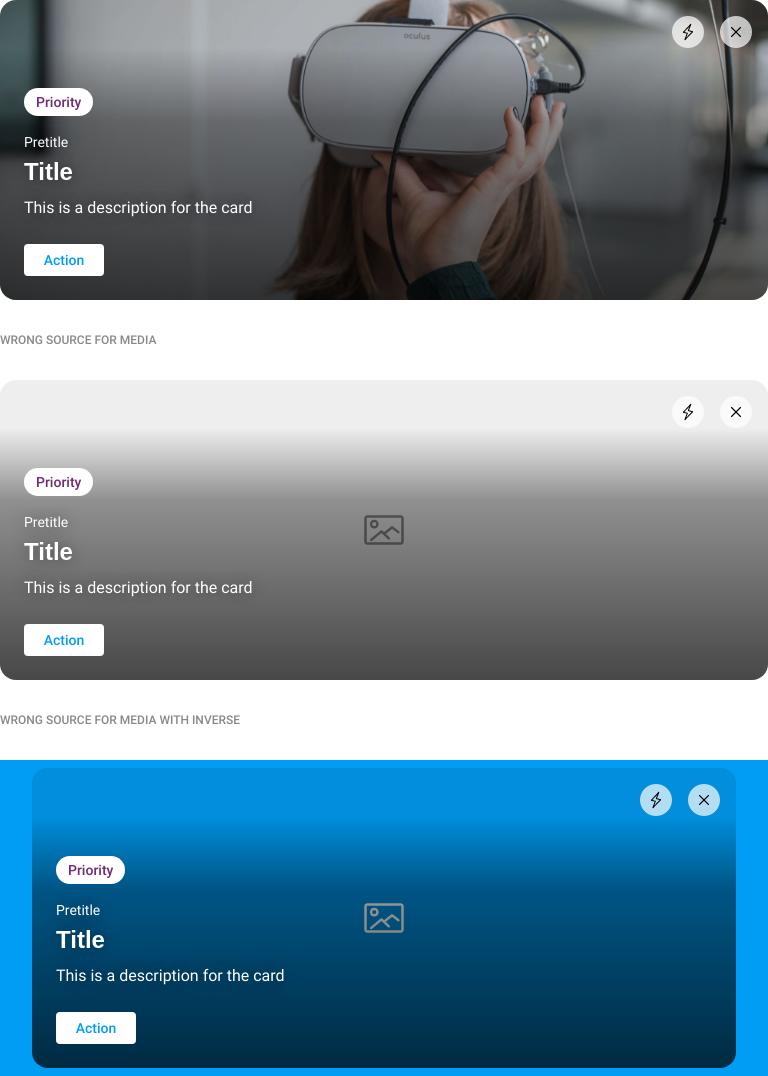 oculus
Priority
Pretitle
Title
This is a description for the card
Action
WRONG SOURCE FOR MEDIA
Priority
Pretitle
Title
This is a description for the card
Action
WRONG SOURCE FOR MEDIA WITH INVERSE
Priority
Pretitle
Title
This is a description for the card
Action